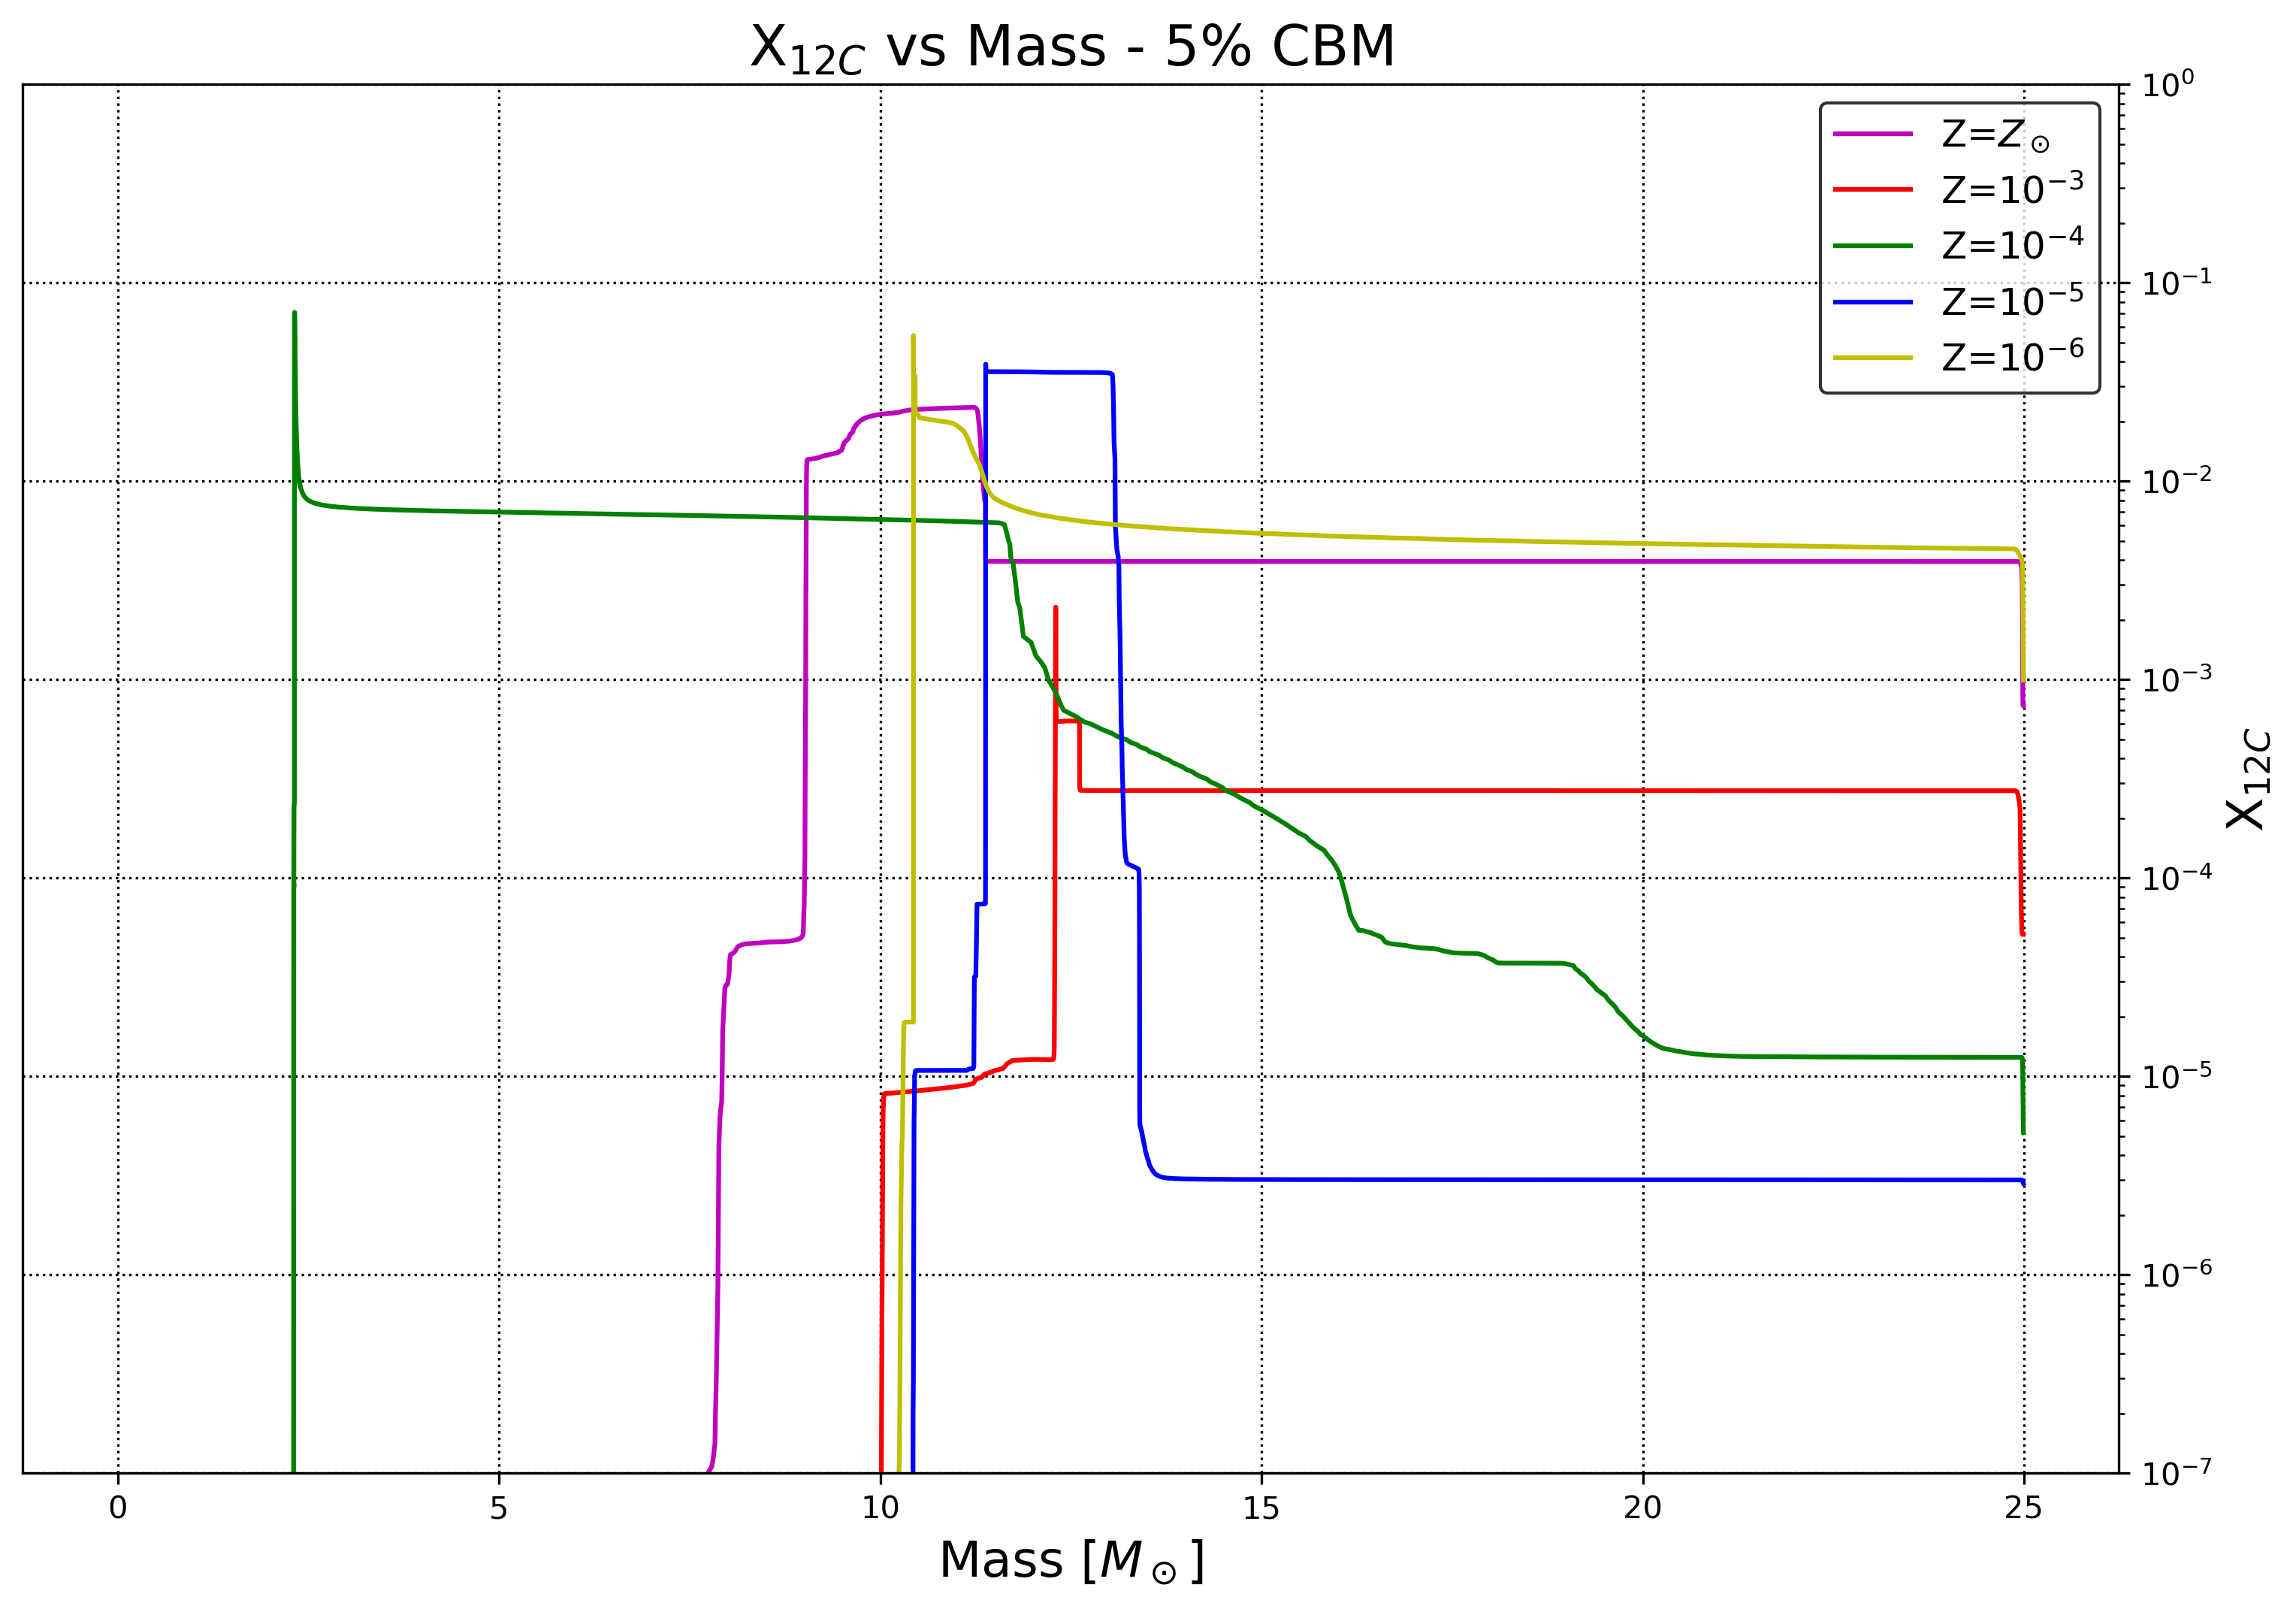 X₁₂C vs Mass - 5% CBM
Z=Z⊙
Z=10⁻³
Z=10⁻⁴
Z=10⁻⁵
Z=10⁻⁶
10⁰
10⁻¹
10⁻²
10⁻³
10⁻⁴
10⁻⁵
10⁻⁶
10⁻⁷
X₁₂C
0 5 10 15 20 25
Mass [M⊙]